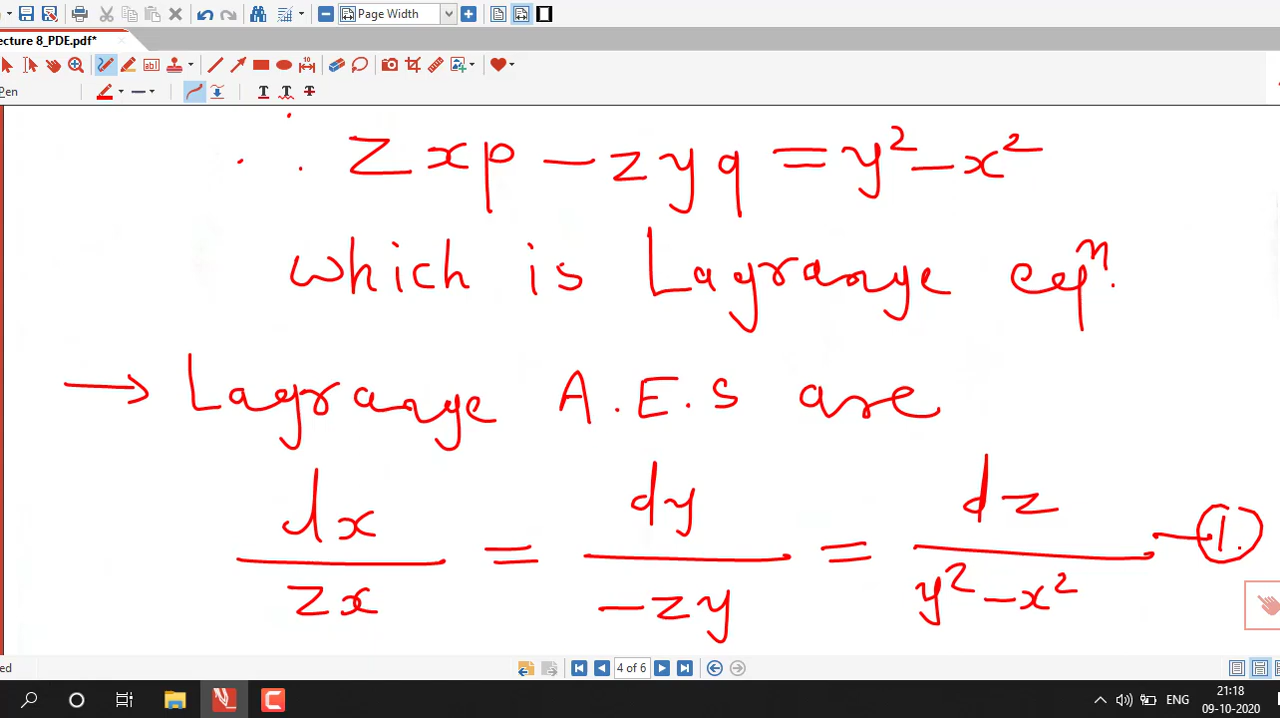 Page Width
ecture 8_PDE.pdf*
Pen
∴ zxp - zyq = y² - x²
which is Lagrange eqⁿ.
→ Lagrange A.E.S are
dx/zx = dy/-zy = dz/y² - x² — ①.
ed
4 of 6
ENG
21:18
09-10-2020